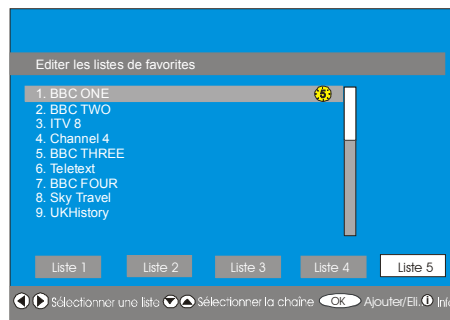 Editer les listes de favorites
1. BBC ONE 5
2. BBC TWO
3. ITV 8
4. Channel 4
5. BBC THREE
6. Teletext
7. BBC FOUR
8. Sky Travel
9. UKHistory
Liste 1 Liste 2 Liste 3 Liste 4 Liste 5
Sélectionner une liste Sélectionner la chaîne OK Ajouter/Eli. i Inf